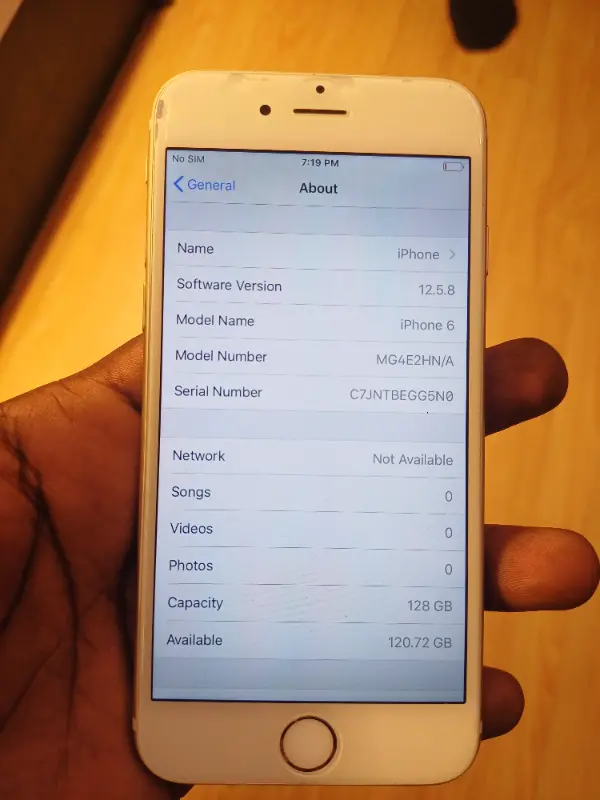 No SIM 7:19 PM
General About
Name iPhone
Software Version 12.5.8
Model Name iPhone 6
Model Number MG4E2HN/A
Serial Number C7JNTBEGG5N0
Network Not Available
Songs 0
Videos 0
Photos 0
Capacity 128 GB
Available 120.72 GB